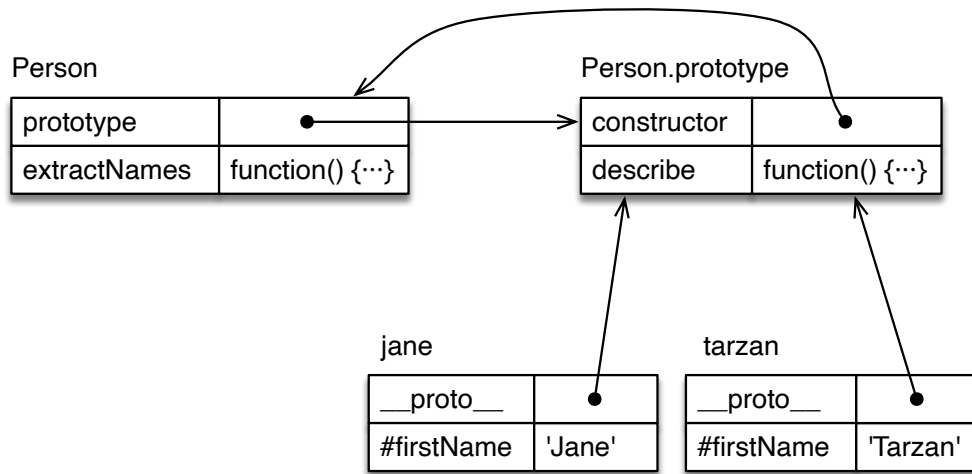 Person
prototype
extractNames function() {···}
Person.prototype
constructor
describe function() {···}
jane
__proto__
#firstName 'Jane'
tarzan
__proto__
#firstName 'Tarzan'